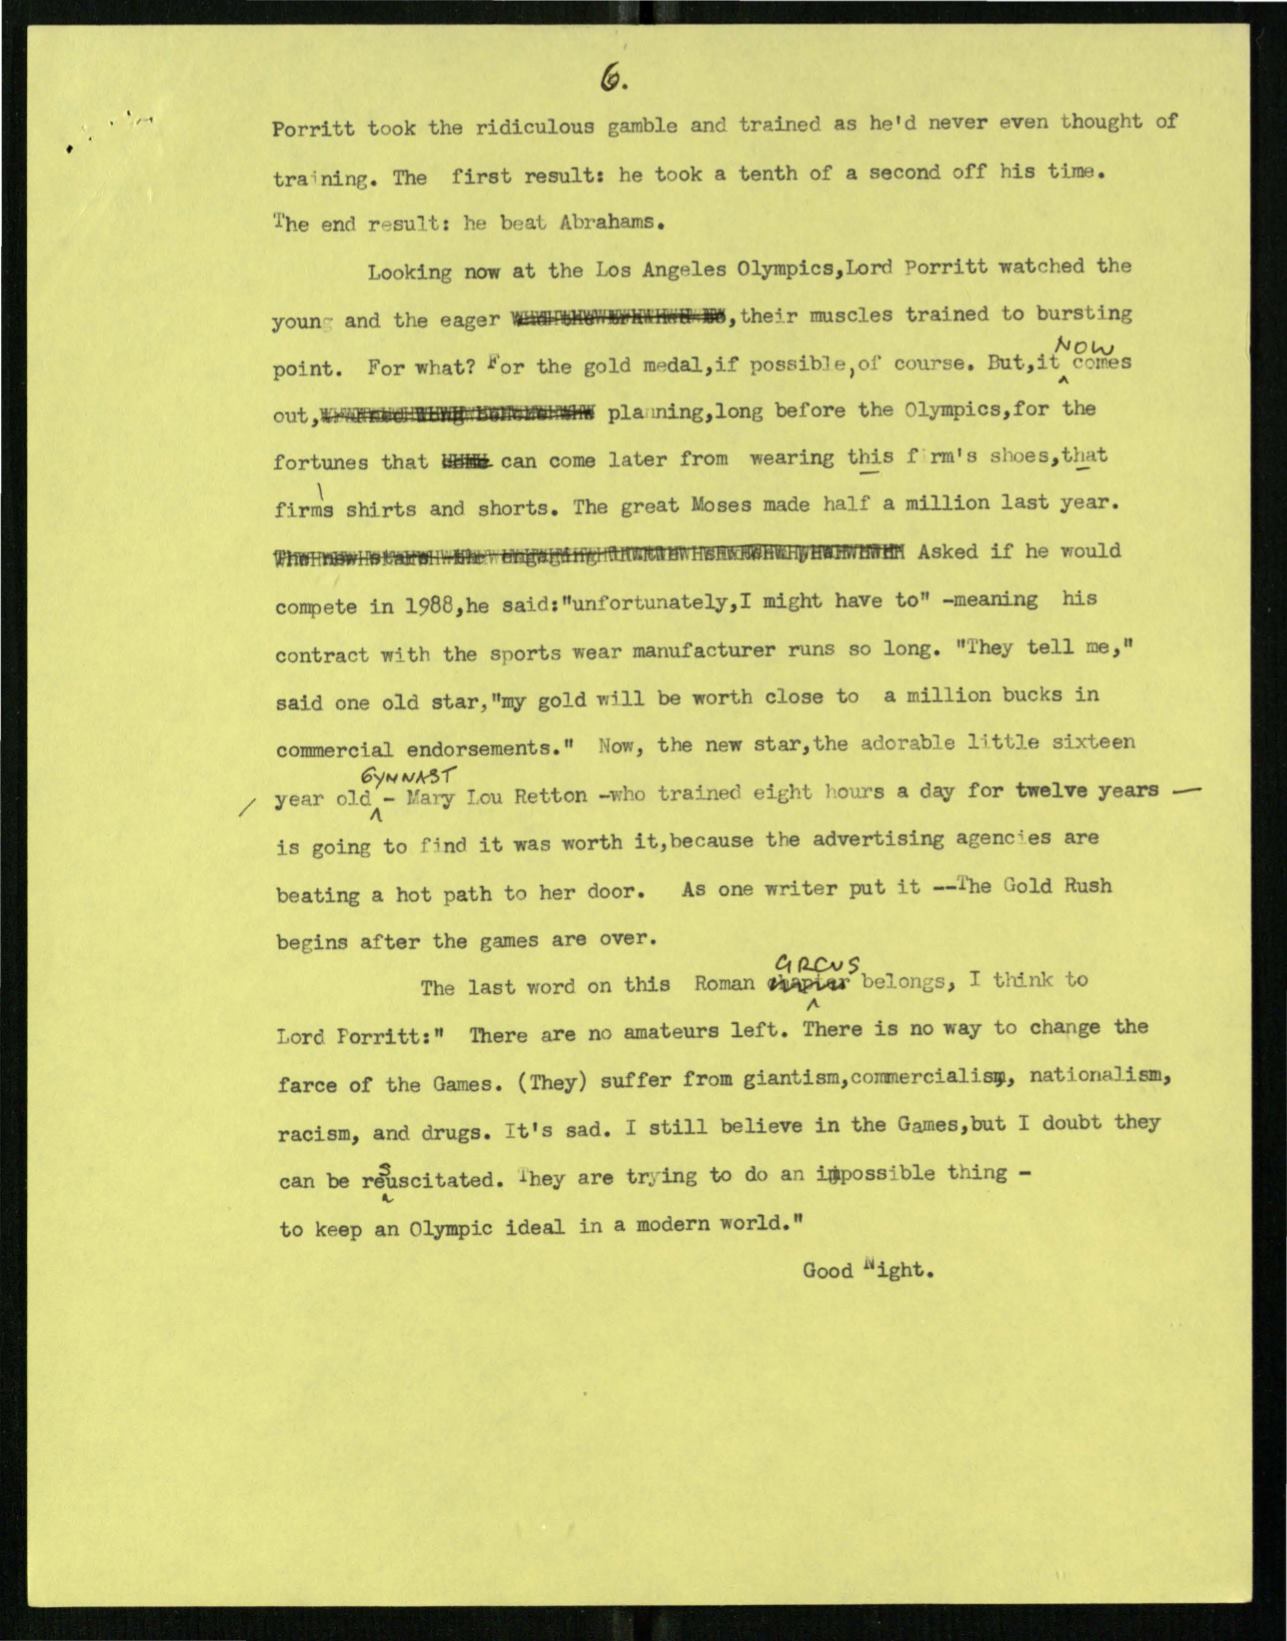 6.
Porritt took the ridiculous gamble and trained as he'd never even thought of
training. The first result: he took a tenth of a second off his time.
The end result: he beat Abrahams.
Looking now at the Los Angeles Olympics,Lord Porritt watched the
young and the eager ,their muscles trained to bursting
NOW
point. For what? For the gold medal,if possible,of course. But,it comes
out, planning,long before the Olympics,for the
fortunes that can come later from wearing this firm's shoes,that
firm's shirts and shorts. The great Moses made half a million last year.
Asked if he would
compete in 1988,he said:"unfortunately,I might have to" -meaning his
contract with the sports wear manufacturer runs so long. "They tell me,"
said one old star,"my gold will be worth close to a million bucks in
commercial endorsements." Now, the new star,the adorable little sixteen
GYMNAST
/ year old - Mary Lou Retton -who trained eight hours a day for twelve years —
is going to find it was worth it,because the advertising agencies are
beating a hot path to her door. As one writer put it --The Gold Rush
begins after the games are over.
CIRCUS
The last word on this Roman chapter belongs, I think to
Lord Porritt:" There are no amateurs left. There is no way to change the
farce of the Games. (They) suffer from giantism,commercialism, nationalism,
racism, and drugs. It's sad. I still believe in the Games,but I doubt they
can be resuscitated. They are trying to do an impossible thing -
to keep an Olympic ideal in a modern world."
Good Night.